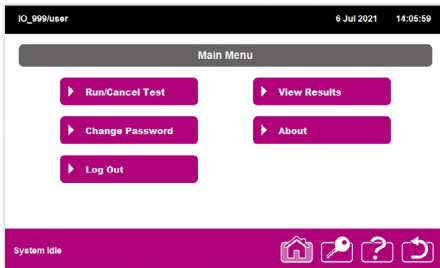 IO_999/user 6 Jul 2021 14:05:59
Main Menu
Run/Cancel Test View Results
Change Password About
Log Out
System Idle